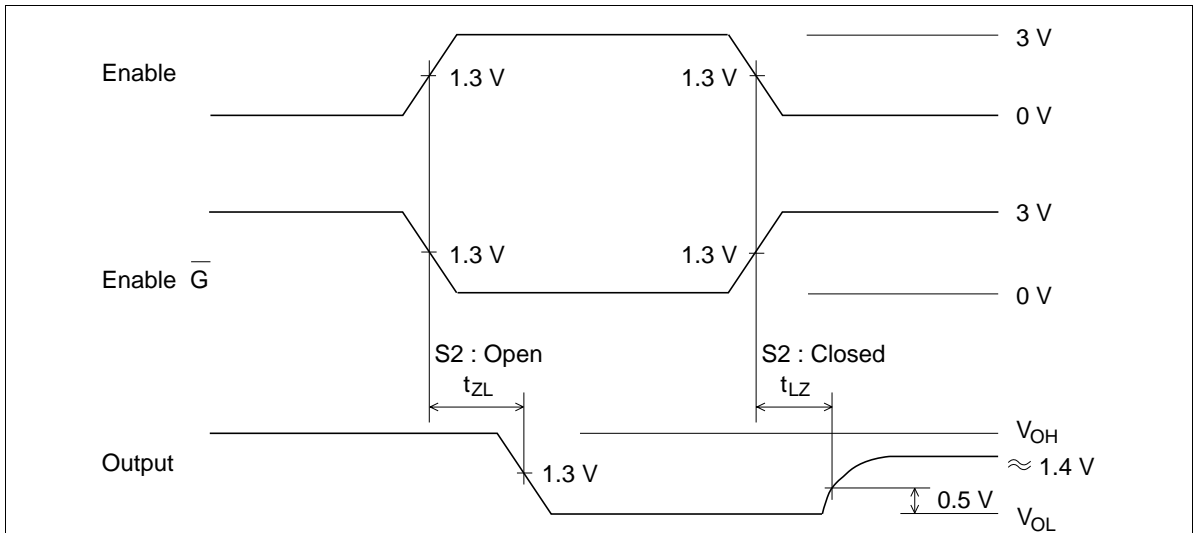 3 V
Enable
1.3 V 1.3 V
0 V
3 V
1.3 V 1.3 V
Enable G̅
0 V
S2 : Open S2 : Closed
tZL tLZ
VOH
Output
≈ 1.4 V
1.3 V
0.5 V
VOL